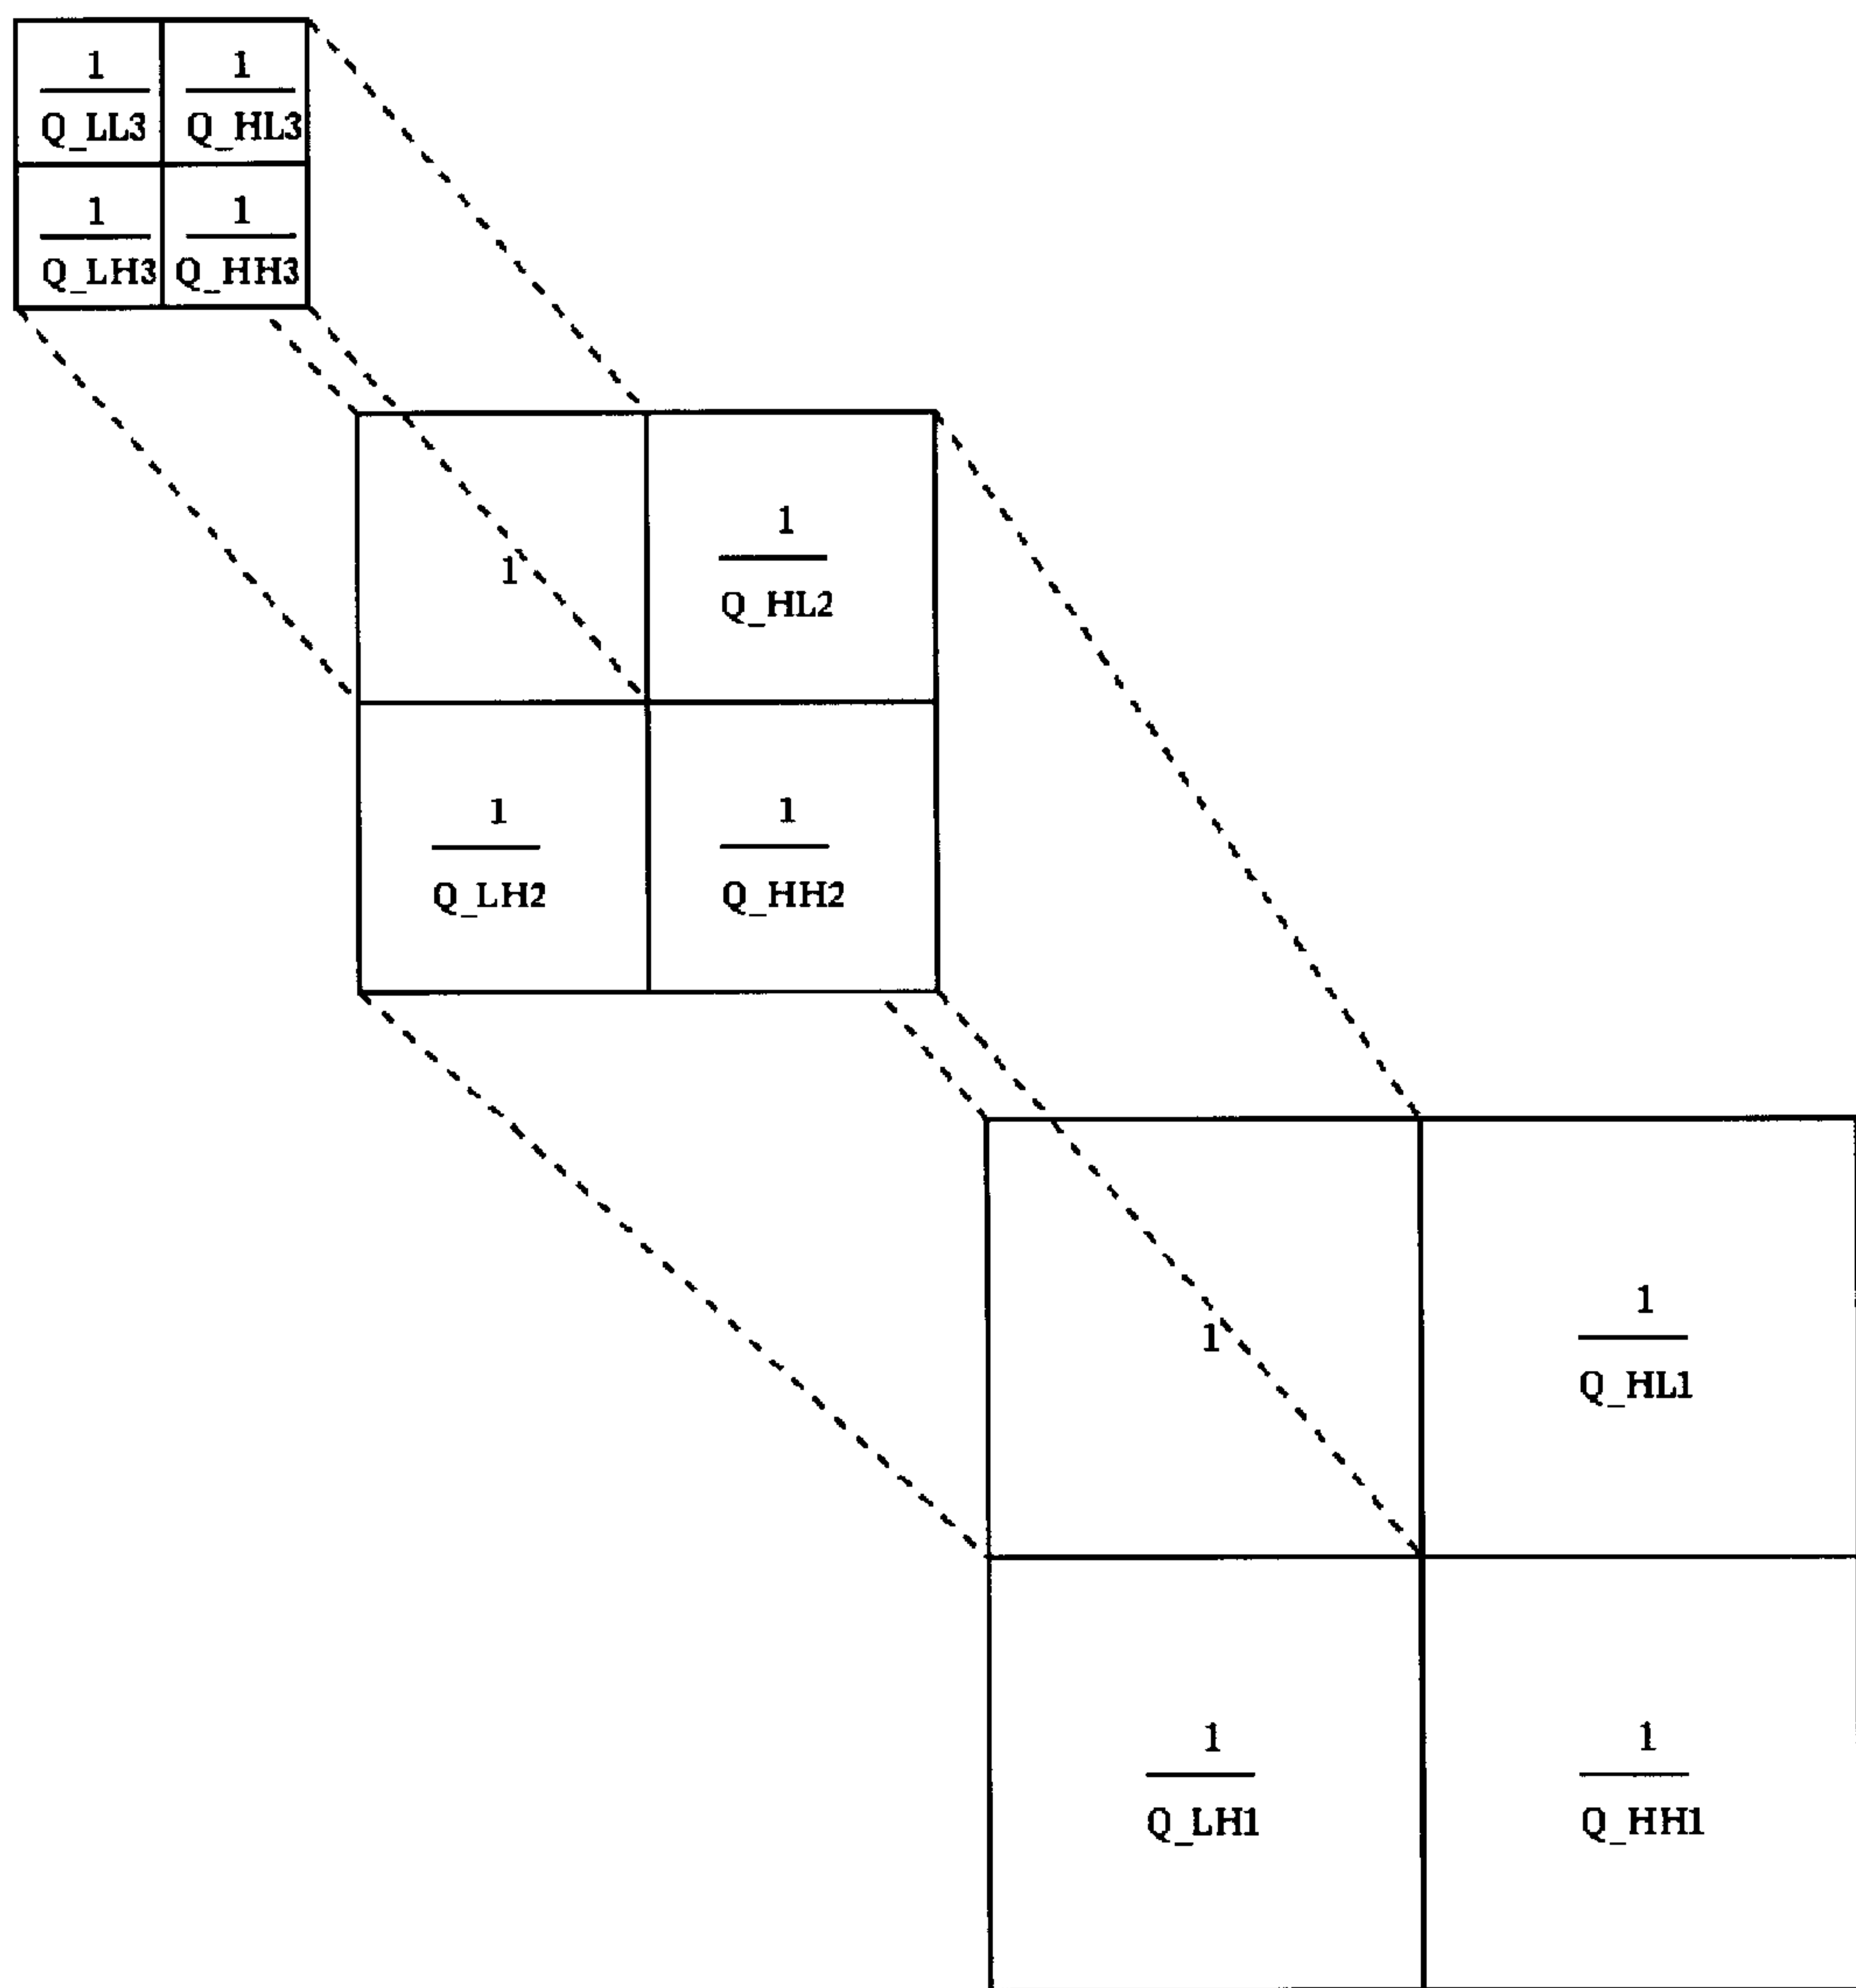 1 1
Q_LL3 Q_HL3
1 1
Q_LH3 Q_HH3
1
1
Q_HL2
1 1
Q_LH2 Q_HH2
1
1
Q_HL1
1 1
Q_LH1 Q_HH1